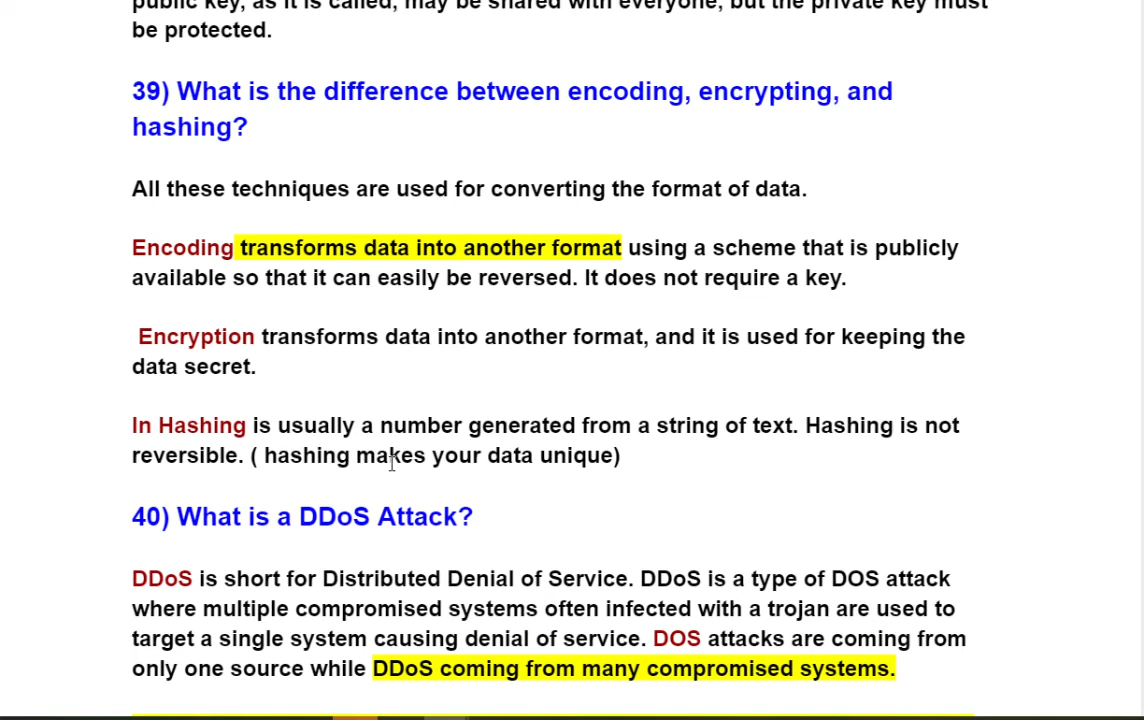 public key, as it is called, may be shared with everyone, but the private key must
be protected.
39) What is the difference between encoding, encrypting, and
hashing?
All these techniques are used for converting the format of data.
Encoding transforms data into another format using a scheme that is publicly
available so that it can easily be reversed. It does not require a key.
Encryption transforms data into another format, and it is used for keeping the
data secret.
In Hashing is usually a number generated from a string of text. Hashing is not
reversible. ( hashing makes your data unique)
40) What is a DDoS Attack?
DDoS is short for Distributed Denial of Service. DDoS is a type of DOS attack
where multiple compromised systems often infected with a trojan are used to
target a single system causing denial of service. DOS attacks are coming from
only one source while DDoS coming from many compromised systems.